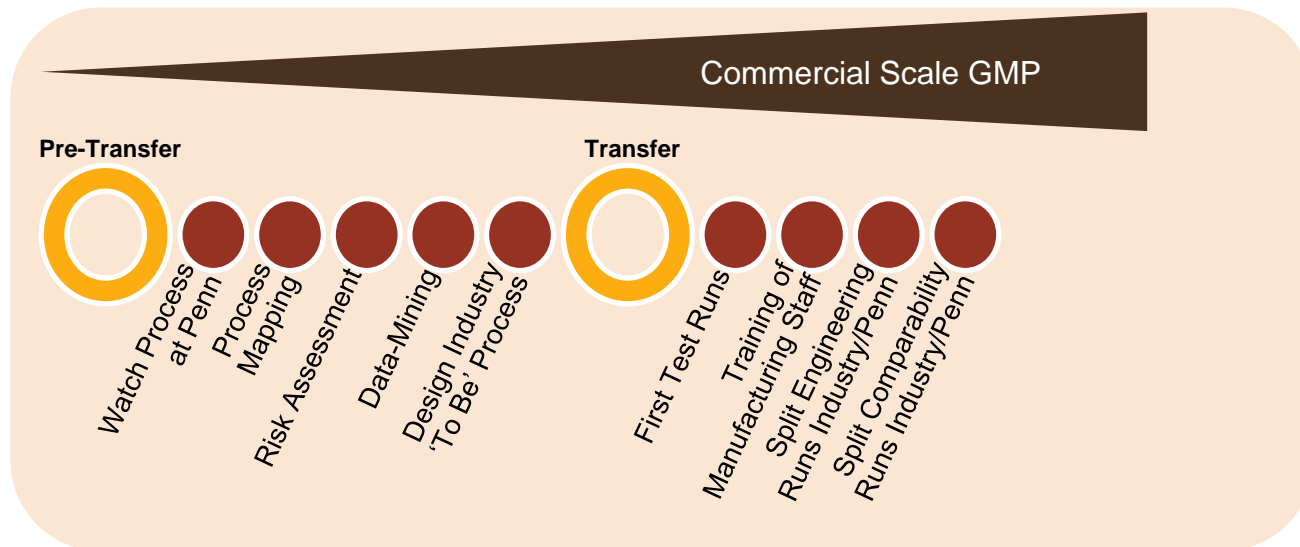 Commercial Scale GMP
Pre-Transfer
Transfer
Watch Process
at Penn
Process
Mapping
Risk Assessment
Data-Mining
Design Industry
‘To Be’ Process
First Test Runs
Training of
Manufacturing Staff
Split Engineering
Runs Industry/Penn
Split Comparability
Runs Industry/Penn